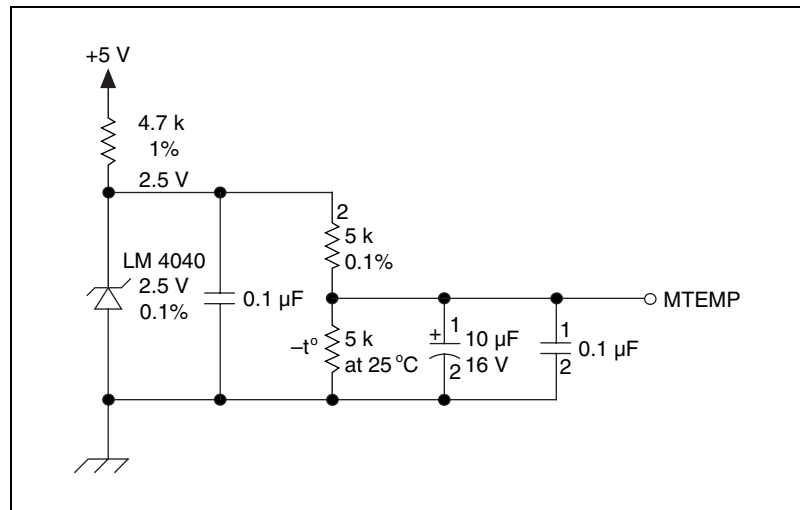 +5 V
4.7 k
1%
2.5 V
LM 4040
2.5 V
0.1%
0.1 µF
2
5 k
0.1%
–t°
5 k
at 25 °C
+
1
10 µF
2
16 V
1
0.1 µF
2
MTEMP